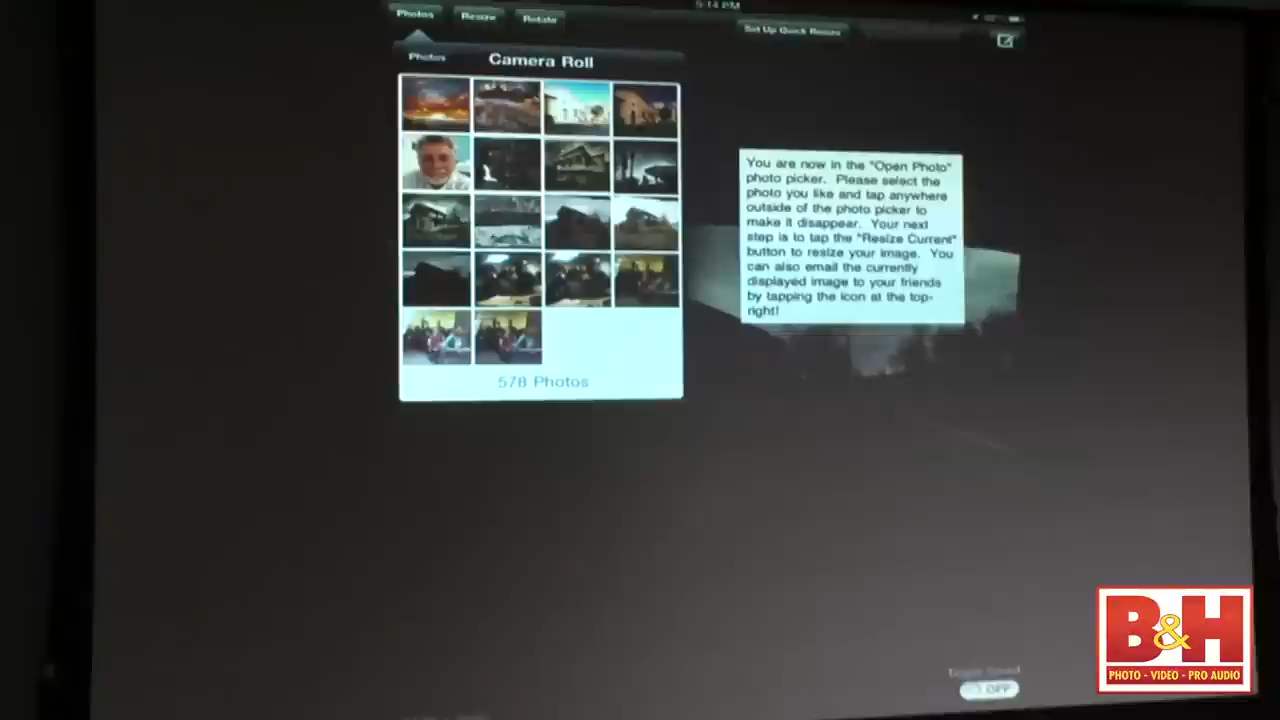 5:14 PM
Photos
Resize
Rotate
Set Up Quick Resize
Photos
Camera Roll
You are now in the "Open Photo"
photo picker. Please select the
photo you like and tap anywhere
outside of the photo picker to
make it disappear. Your next
step is to tap the "Resize Current"
button to resize your image. You
can also email the currently
displayed image to your friends
by tapping the icon at the top-
right!
578 Photos
OFF
B&H
PHOTO - VIDEO - PRO AUDIO